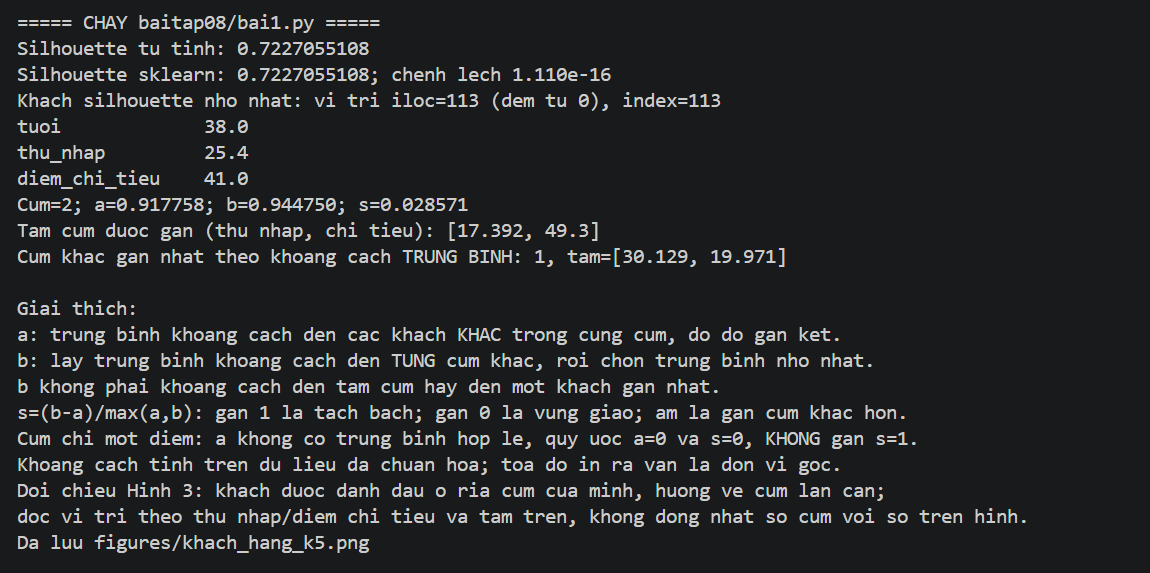 ===== CHAY baitap08/bai1.py =====
Silhouette tu tinh: 0.7227055108
Silhouette sklearn: 0.7227055108; chenh lech 1.110e-16
Khach silhouette nho nhat: vi tri iloc=113 (dem tu 0), index=113
tuoi             38.0
thu_nhap         25.4
diem_chi_tieu    41.0
Cum=2; a=0.917758; b=0.944750; s=0.028571
Tam cum duoc gan (thu nhap, chi tieu): [17.392, 49.3]
Cum khac gan nhat theo khoang cach TRUNG BINH: 1, tam=[30.129, 19.971]

Giai thich:
a: trung binh khoang cach den cac khach KHAC trong cung cum, do do gan ket.
b: lay trung binh khoang cach den TUNG cum khac, roi chon trung binh nho nhat.
b khong phai khoang cach den tam cum hay den mot khach gan nhat.
s=(b-a)/max(a,b): gan 1 la tach bach; gan 0 la vung giao; am la gan cum khac hon.
Cum chi mot diem: a khong co trung binh hop le, quy uoc a=0 va s=0, KHONG gan s=1.
Khoang cach tinh tren du lieu da chuan hoa; toa do in ra van la don vi goc.
Doi chieu Hinh 3: khach duoc danh dau o ria cum cua minh, huong ve cum lan can;
doc vi tri theo thu nhap/diem chi tieu va tam tren, khong dong nhat so cum voi so tren hinh.
Da luu figures/khach_hang_k5.png